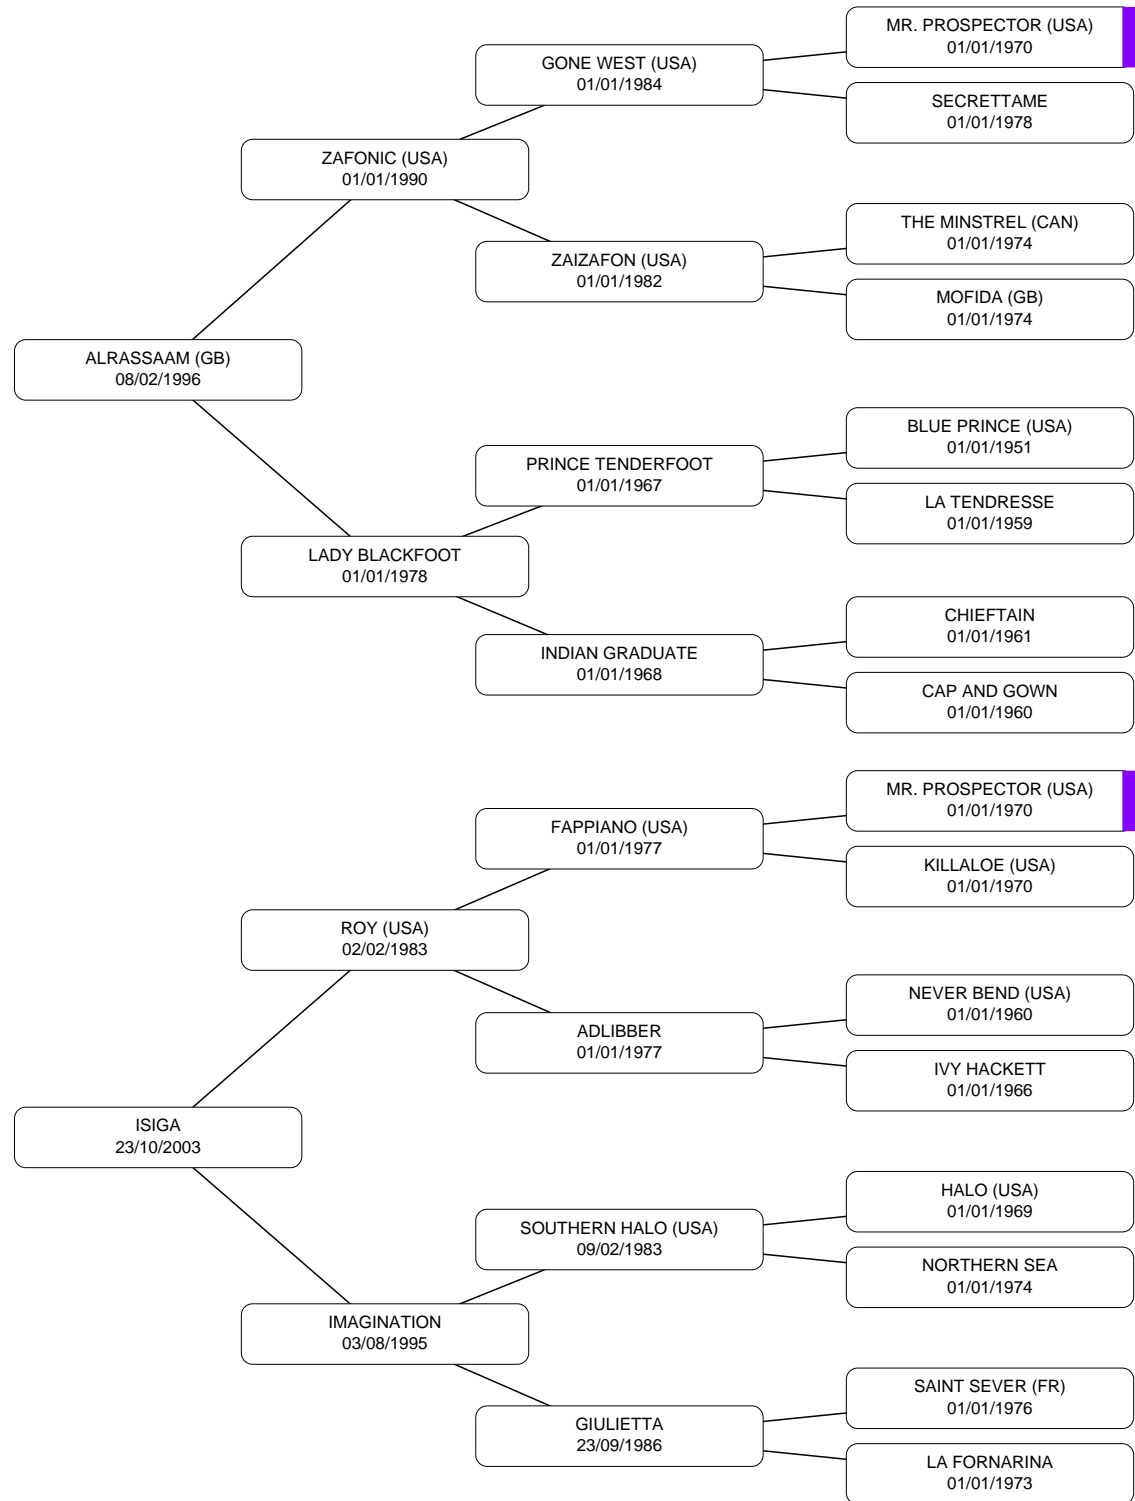 MR. PROSPECTOR (USA)
01/01/1970
GONE WEST (USA)
01/01/1984
SECRETTAME
01/01/1978
ZAFONIC (USA)
01/01/1990
THE MINSTREL (CAN)
01/01/1974
ZAIZAFON (USA)
01/01/1982
MOFIDA (GB)
01/01/1974
ALRASSAAM (GB)
08/02/1996
BLUE PRINCE (USA)
01/01/1951
PRINCE TENDERFOOT
01/01/1967
LA TENDRESSE
01/01/1959
LADY BLACKFOOT
01/01/1978
CHIEFTAIN
01/01/1961
INDIAN GRADUATE
01/01/1968
CAP AND GOWN
01/01/1960
MR. PROSPECTOR (USA)
01/01/1970
FAPPIANO (USA)
01/01/1977
KILLALOE (USA)
01/01/1970
ROY (USA)
02/02/1983
NEVER BEND (USA)
01/01/1960
ADLIBBER
01/01/1977
IVY HACKETT
01/01/1966
ISIGA
23/10/2003
HALO (USA)
01/01/1969
SOUTHERN HALO (USA)
09/02/1983
NORTHERN SEA
01/01/1974
IMAGINATION
03/08/1995
SAINT SEVER (FR)
01/01/1976
GIULIETTA
23/09/1986
LA FORNARINA
01/01/1973